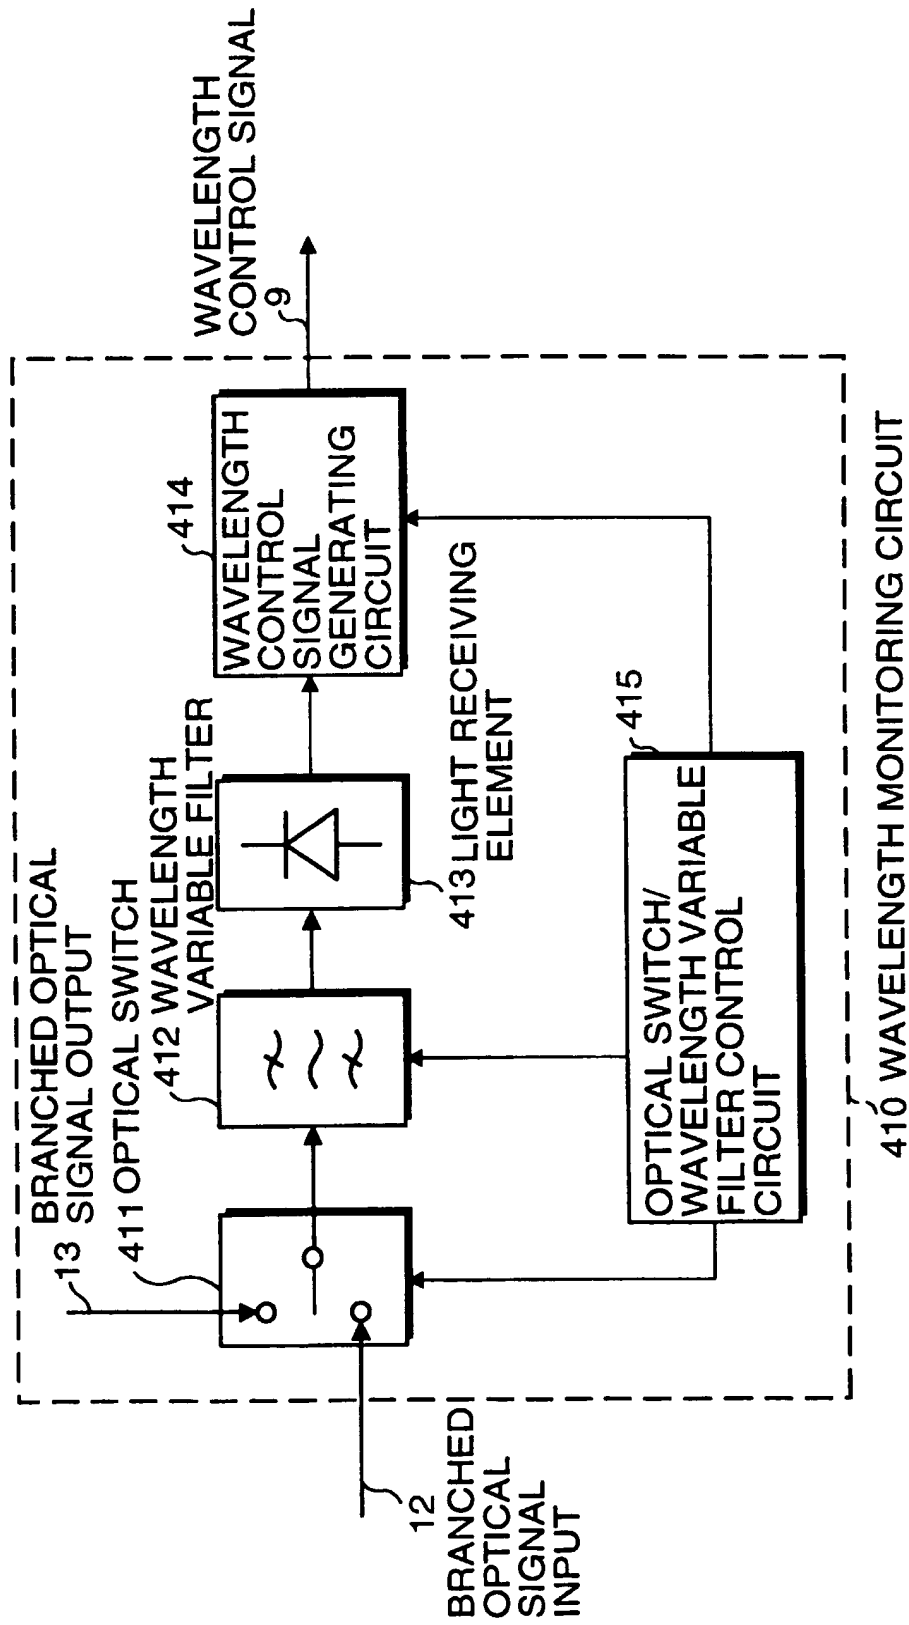 BRANCHED OPTICAL
SIGNAL OUTPUT
13
411 OPTICAL SWITCH
412 WAVELENGTH
VARIABLE FILTER
414
WAVELENGTH
CONTROL SIGNAL
9
WAVELENGTH
CONTROL
SIGNAL
GENERATING
CIRCUIT
413 LIGHT RECEIVING
ELEMENT
12
BRANCHED
OPTICAL
SIGNAL
INPUT
415
OPTICAL SWITCH/
WAVELENGTH VARIABLE
FILTER CONTROL
CIRCUIT
410 WAVELENGTH MONITORING CIRCUIT